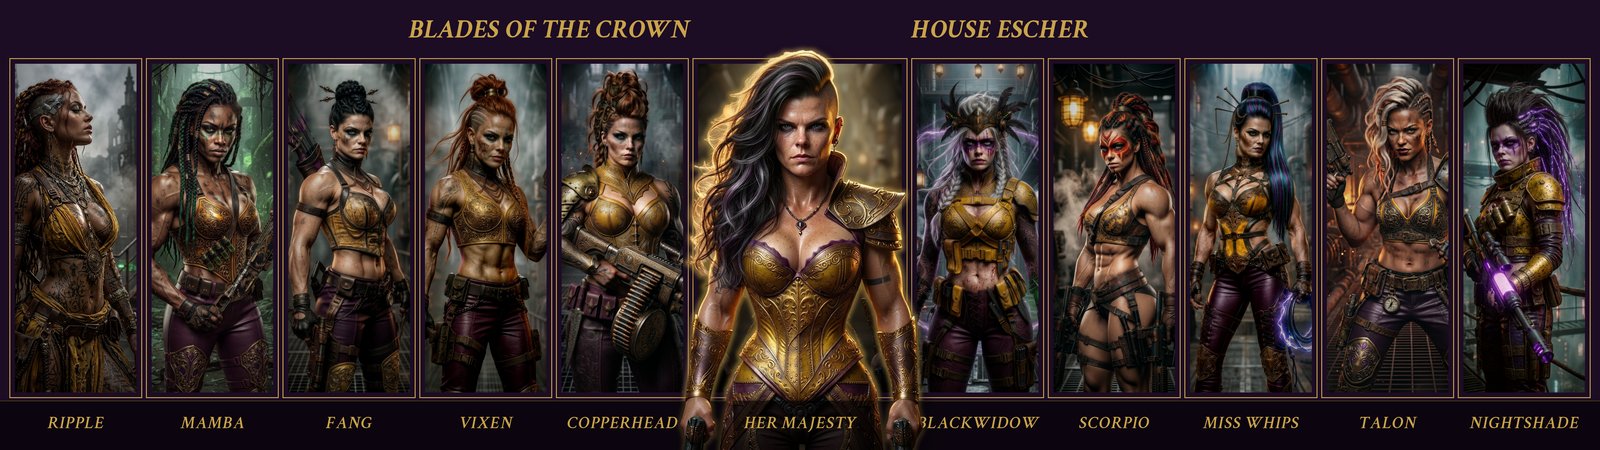 BLADES OF THE CROWN
HOUSE ESCHER
RIPPLE
MAMBA
FANG
VIXEN
COPPERHEAD
HER MAJESTY
BLACKWIDOW
SCORPIO
MISS WHIPS
TALON
NIGHTSHADE